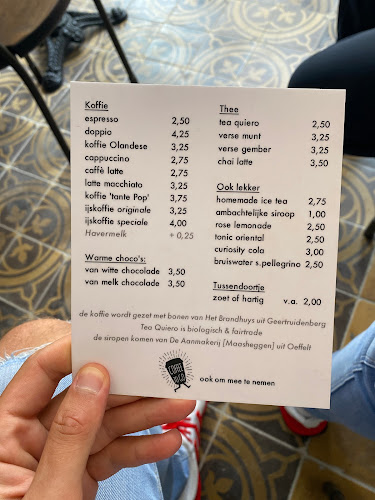 Koffie
espresso 2,50
doppio 4,25
koffie Olandese 3,25
cappuccino 2,75
caffè latte 2,75
latte macchiato 3,25
koffie 'tante Pop' 3,75
ijskoffie originale 3,25
ijskoffie speciale 4,00
Havermelk + 0,25
Warme choco's:
van witte chocolade 3,50
van melk chocolade 3,50
Thee
tea quiero 2,50
verse munt 3,25
verse gember 3,25
chai latte 3,50
Ook lekker
homemade ice tea 2,75
ambachtelijke siroop 1,00
rose lemonade 2,50
tonic oriental 2,50
curiosity cola 3,00
bruiswater s.pellegrino 2,50
Tussendoortje
zoet of hartig v.a. 2,00
de koffie wordt gezet met bonen van Het Brandhuys uit Geertruidenberg
Tea Quiero is biologisch & fairtrade
de siropen komen van De Aanmakerij [Maasheggen] uit Oeffelt
ook om mee te nemen